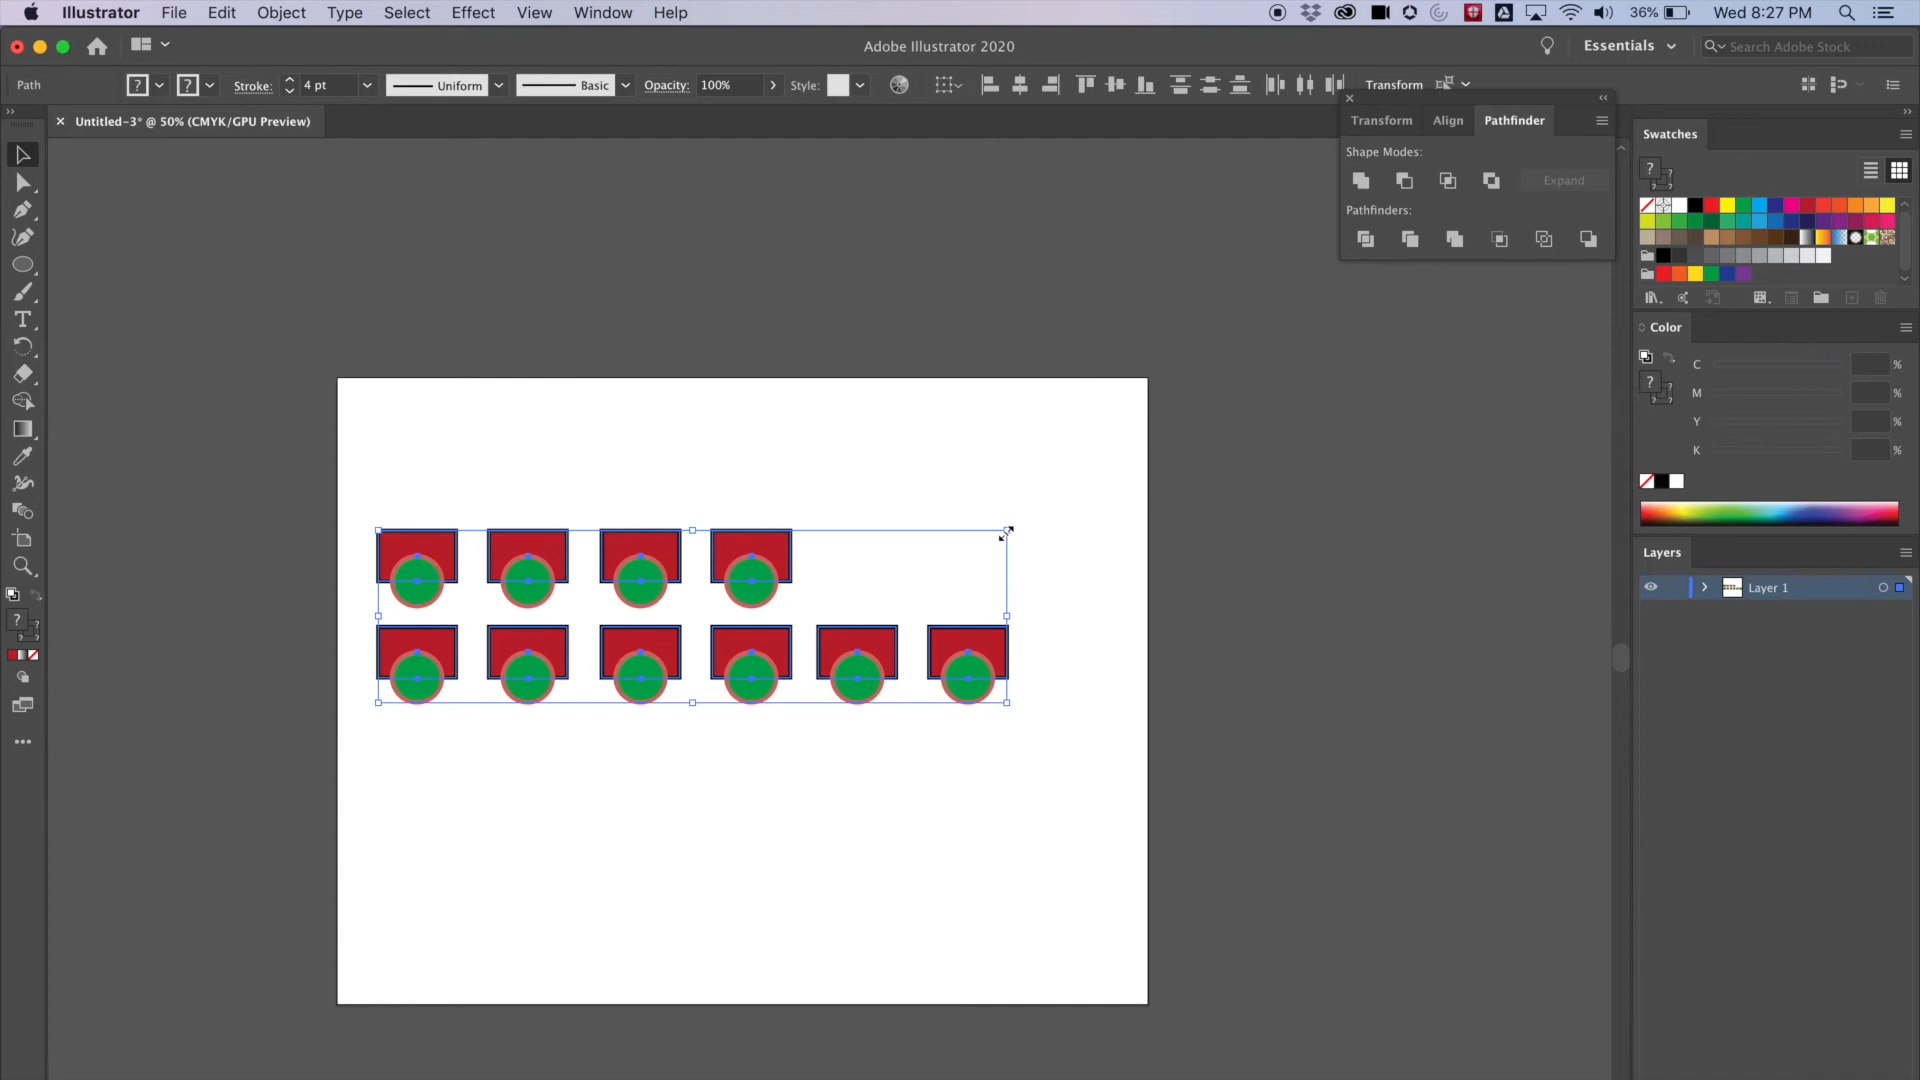 Illustrator File Edit Object Type Select Effect View Window Help 36% Wed 8:27 PM
Adobe Illustrator 2020 Essentials Search Adobe Stock
Path ? ? Stroke: 4 pt Uniform Basic Opacity: 100% Style: Transform
Untitled-3* @ 50% (CMYK/GPU Preview)
Transform Align Pathfinder
Shape Modes:
Expand
Pathfinders:
Swatches
?
Color
?
C %
M %
Y %
K %
Layers
Layer 1
?